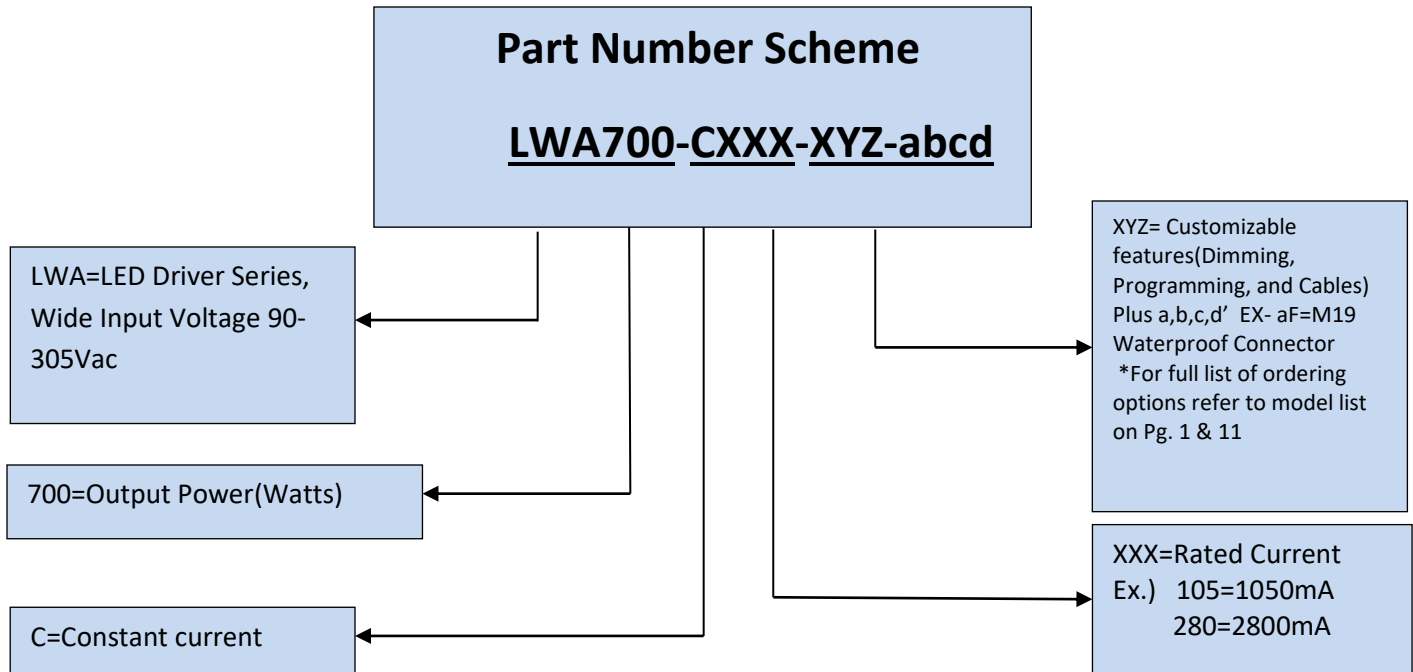 Part Number Scheme
LWA700-CXXX-XYZ-abcd
LWA=LED Driver Series,
Wide Input Voltage 90-
305Vac
700=Output Power(Watts)
C=Constant current
XYZ= Customizable
features(Dimming,
Programming, and Cables)
Plus a,b,c,d’ EX- aF=M19
Waterproof Connector
*For full list of ordering
options refer to model list
on Pg. 1 & 11
XXX=Rated Current
Ex.) 105=1050mA
280=2800mA